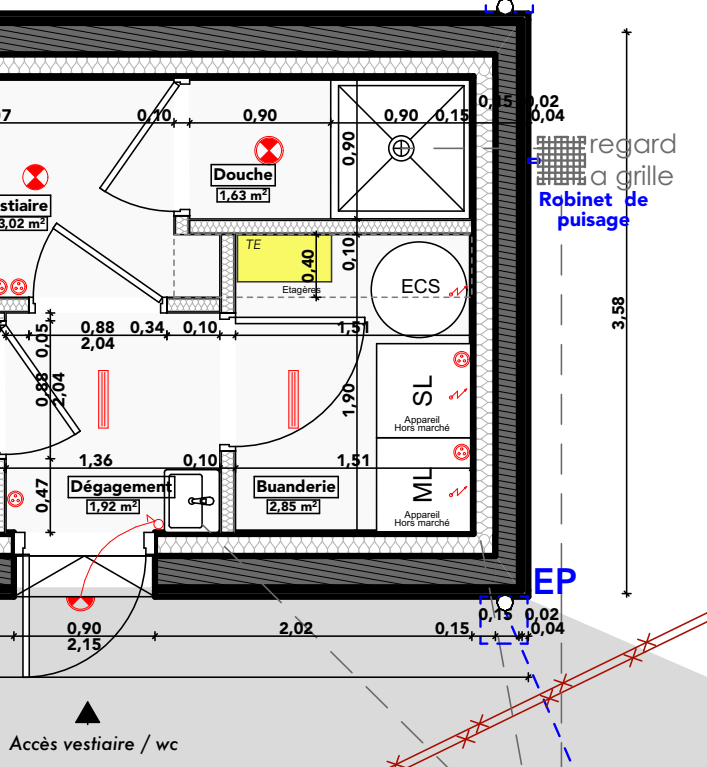 0,15
0,02
07
0,10
0,90
0,90
0,15
0,04
0,90
regard
a grille
Robinet de
puisage
Douche
1,63 m²
stiaire
3,02 m²
TE
0,40
0,10
Etagères
ECS
3,58
0,05
0,88
0,34
0,10
1,51
2,04
0,88
2,04
1,90
SL
Appareil
Hors marché
1,36
0,10
1,51
0,47
Dégagement
1,92 m²
Buanderie
2,85 m²
ML
Appareil
Hors marché
EP
0,15
0,02
0,90
2,02
0,15
0,04
2,15
Accès vestiaire / wc